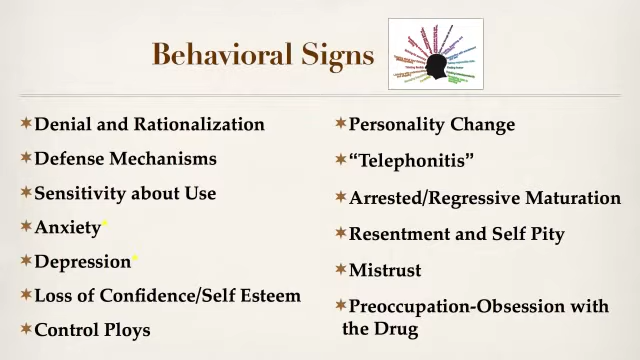 Behavioral Signs
✶Denial and Rationalization
✶Defense Mechanisms
✶Sensitivity about Use
✶Anxiety*
✶Depression*
✶Loss of Confidence/Self Esteem
✶Control Ploys
✶Personality Change
✶“Telephonitis”
✶Arrested/Regressive Maturation
✶Resentment and Self Pity
✶Mistrust
✶Preoccupation-Obsession with
the Drug